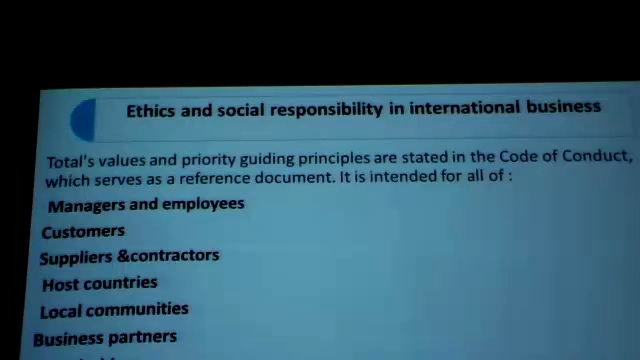 Ethics and social responsibility in international business
Total's values and priority guiding principles are stated in the Code of Conduct,
which serves as a reference document. It is intended for all of :
Managers and employees
Customers
Suppliers &contractors
Host countries
Local communities
Business partners